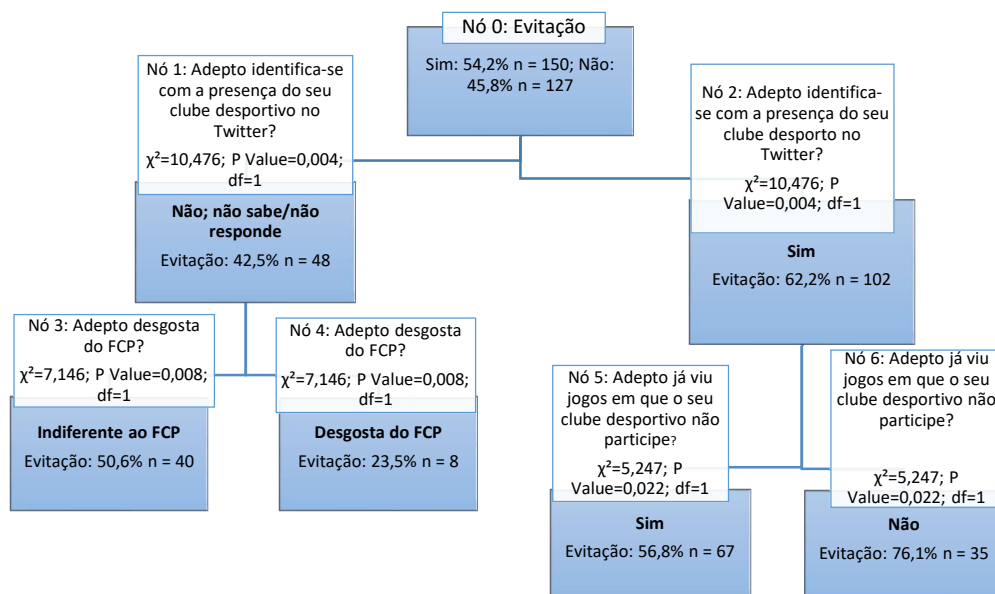 Nó 0: Evitação
Sim: 54,2% n = 150; Não:
45,8% n = 127
Nó 1: Adepto identifica-se
com a presença do seu
clube desportivo no
Twitter?
χ²=10,476; P Value=0,004;
df=1
Não; não sabe/não
responde
Evitação: 42,5% n = 48
Nó 2: Adepto identifica-
se com a presença do seu
clube desporto no
Twitter?
χ²=10,476; P
Value=0,004; df=1
Sim
Evitação: 62,2% n = 102
Nó 3: Adepto desgosta
do FCP?
χ²=7,146; P Value=0,008;
df=1
Indiferente ao FCP
Evitação: 50,6% n = 40
Nó 4: Adepto desgosta
do FCP?
χ²=7,146; P Value=0,008;
df=1
Desgosta do FCP
Evitação: 23,5% n = 8
Nó 5: Adepto já viu
jogos em que o seu
clube desportivo não
participe?
χ²=5,247; P
Value=0,022; df=1
Sim
Evitação: 56,8% n = 67
Nó 6: Adepto já viu
jogos em que o seu
clube desportivo não
participe?
χ²=5,247; P
Value=0,022; df=1
Não
Evitação: 76,1% n = 35